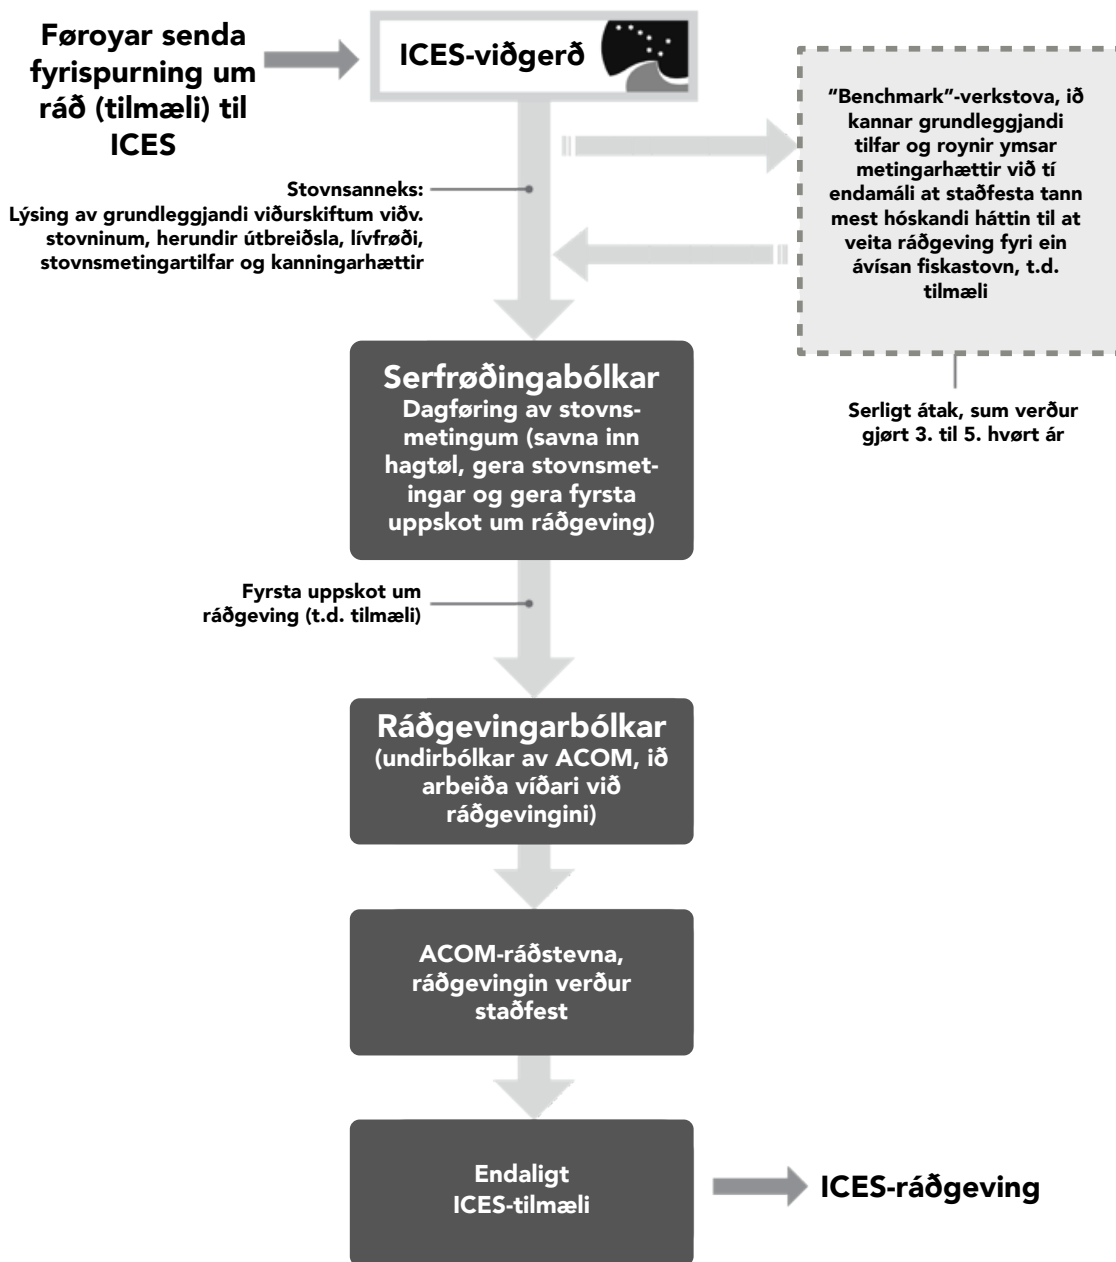 Føroyar senda
fyrispurning um
ráð (tilmæli) til
ICES
ICES-viðgerð
"Benchmark"-verkstova, ið
kannar grundleggjandi
tilfar og roynir ymsar
metingarhættir við tí
endamáli at staðfesta tann
mest hóskandi háttin til at
veita ráðgeving fyri ein
ávísan fiskastovn, t.d.
tilmæli
Stovnsanneks:
Lýsing av grundleggjandi viðurskiftum viðv.
stovninum, herundir útbreiðsla, lívfrøði,
stovnsmetingartilfar og kanningarhættir
Serligt átak, sum verður
gjørt 3. til 5. hvørt ár
Serfrøðingabólkar
Dagføring av stovns-
metingum (savna inn
hagtøl, gera stovnsmet-
ingar og gera fyrsta
uppskot um ráðgeving)
Fyrsta uppskot um
ráðgeving (t.d. tilmæli)
Ráðgevingarbólkar
(undirbólkar av ACOM, ið
arbeiða víðari við
ráðgevingini)
ACOM-ráðstevna,
ráðgevingin verður
staðfest
Endaligt
ICES-tilmæli
ICES-ráðgeving